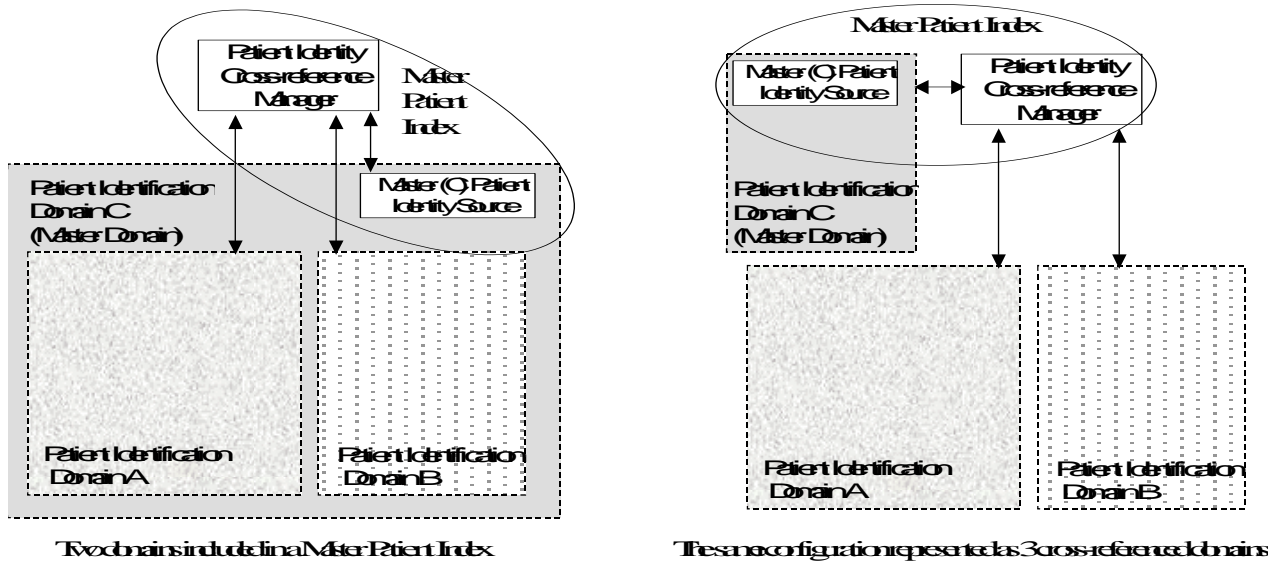 Patient Identity
Cross-reference
Manager
Master
Patient
Index
Patient Identification
Domain C
(Master Domain)
Master (C) Patient
Identity Source
Patient Identification
Domain A
Patient Identification
Domain B
Two domains included in a Master Patient Index
Master Patient Index
Master (C) Patient
Identity Source
Patient Identity
Cross-reference
Manager
Patient Identification
Domain C
(Master Domain)
Patient Identification
Domain A
Patient Identification
Domain B
The same configuration represented as 3 cross-referenced domains